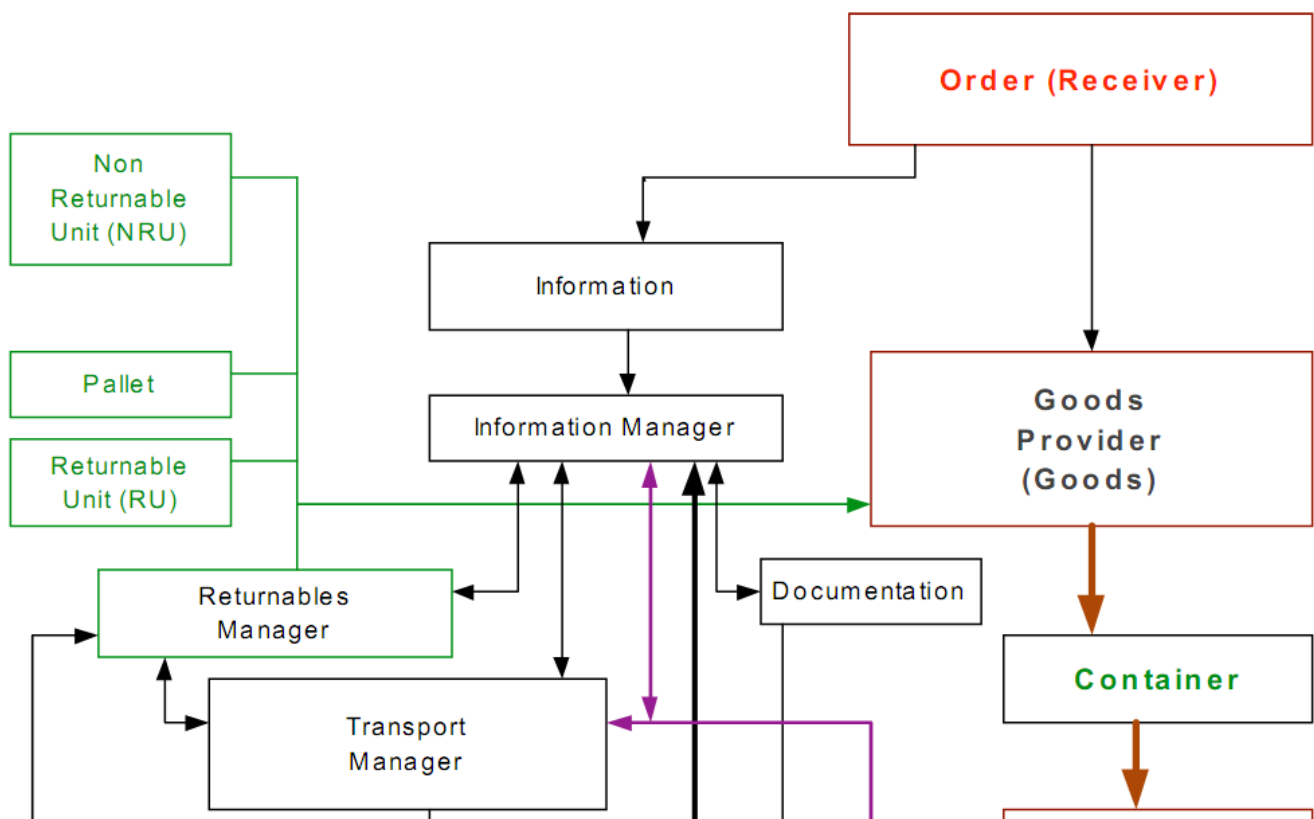 Order (Receiver)
Non
Returnable
Unit (NRU)
Information
Pallet
Information Manager
Goods
Provider
(Goods)
Returnable
Unit (RU)
Returnables
Manager
Documentation
Container
Transport
Manager